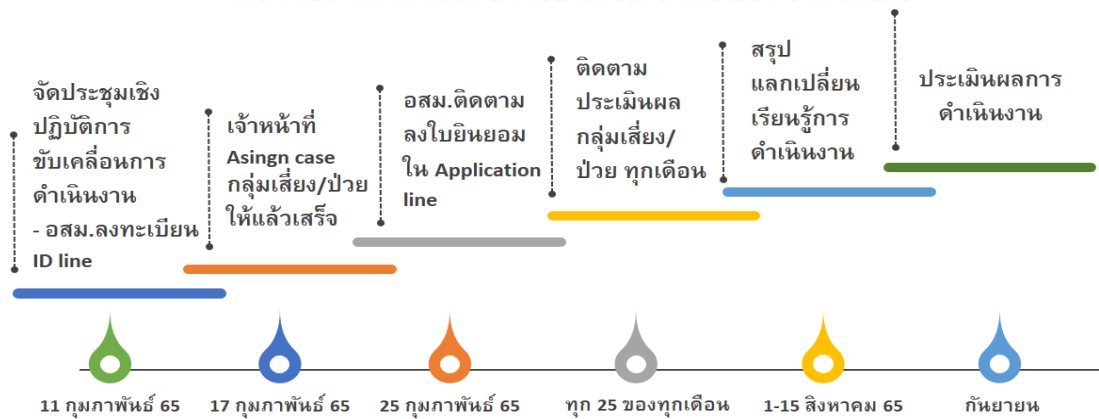 จัดประชุมเชิง
ปฏิบัติการ
ขับเคลื่อนการ
ดำเนินงาน
- อสม.ลงทะเบียน
ID line
เจ้าหน้าที่
Asingn case
กลุ่มเสี่ยง/ป่วย
ให้แล้วเสร็จ
อสม.ติดตาม
ลงใบยินยอม
ใน Application
line
ติดตาม
ประเมินผล
กลุ่มเสี่ยง/
ป่วย ทุกเดือน
สรุป
แลกเปลี่ยน
เรียนรู้การ
ดำเนินงาน
ประเมินผลการ
ดำเนินงาน
11 กุมภาพันธ์ 65
17 กุมภาพันธ์ 65
25 กุมภาพันธ์ 65
ทุก 25 ของทุกเดือน
1-15 สิงหาคม 65
กันยายน